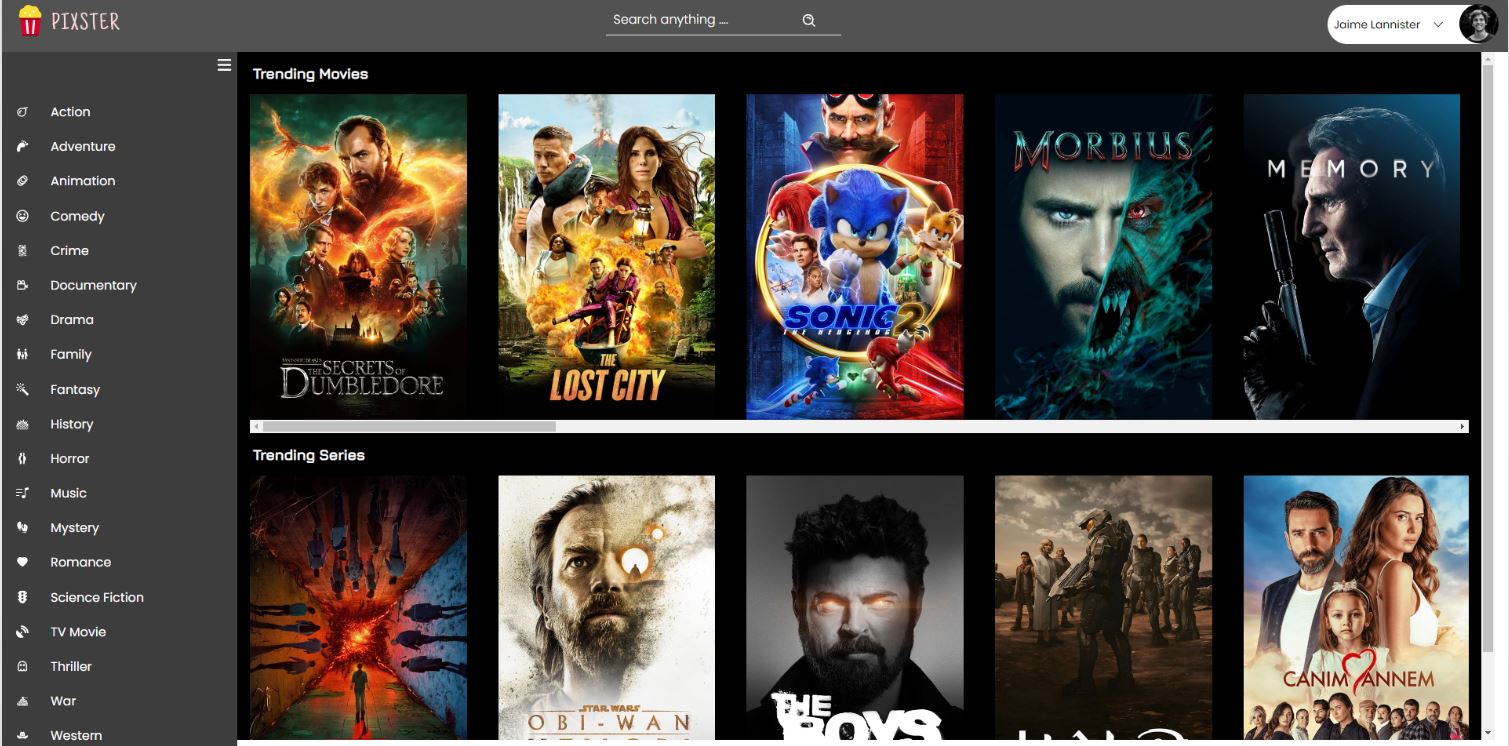 PIXSTER
Search anything ....
Jaime Lannister
Action
Adventure
Animation
Comedy
Crime
Documentary
Drama
Family
Fantasy
History
Horror
Music
Mystery
Romance
Science Fiction
TV Movie
Thriller
War
Western
Trending Movies
FANTASTIC BEASTS
THE SECRETS OF
DUMBLEDORE
THE
LOST CITY
SONIC 2
THE HEDGEHOG
MORBIUS
MEMORY
Trending Series
STAR WARS
OBI-WAN
THE
BOYS
CANIM ANNEM